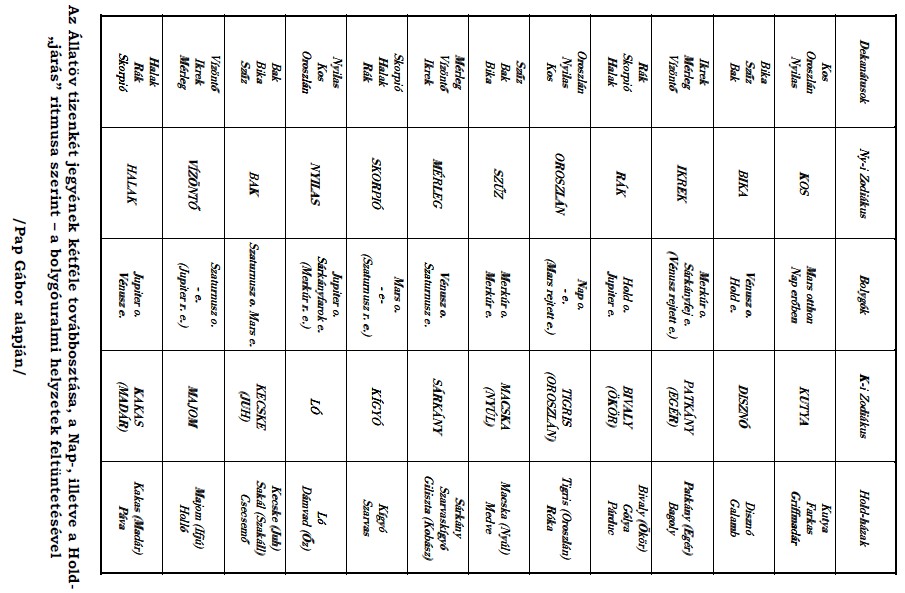 Dekanátusok
Ny-i Zodiákus
Bolygók
K-i Zodiákus
Hold-házak
Kos
Oroszlán
Nyilas
KOS
Mars otthon
Nap erőben
KUTYA
Kutya
Farkas
Griffmadár
Bika
Szűz
Bak
BIKA
Vénusz o.
Hold e.
DISZNÓ
Disznó
Galamb
Ikrek
Mérleg
Vízöntő
IKREK
Merkúr o.
Sárkányfej e.
(Vénusz rejtett e.)
PATKÁNY
(EGÉR)
Patkány (Egér)
Bagoly
Rák
Skorpió
Halak
RÁK
Hold o.
Jupiter e.
BIVALY
(ÖKÖR)
Bivaly (Ökör)
Gólya
Párduc
Oroszlán
Nyilas
Kos
OROSZLÁN
Nap o.
- e.
(Mars rejtett e.)
TIGRIS
(OROSZLÁN)
Tigris (Oroszlán)
Róka
Szűz
Bak
Bika
SZŰZ
Merkúr o.
Merkúr e.
MACSKA
(NYÚL)
Macska (Nyúl)
Medve
Mérleg
Vízöntő
Ikrek
MÉRLEG
Vénusz o.
Szaturnusz e.
SÁRKÁNY
Sárkány
Szarvaskígyó
Giliszta (Kobász)
Skorpió
Halak
Rák
SKORPIÓ
Mars o.
- e-
(Szaturnusz r. e.)
KÍGYÓ
Kígyó
Szarvas
Nyilas
Kos
Oroszlán
NYILAS
Jupiter o.
Sárkányfarok e.
(Merkúr r. e.)
LÓ
Ló
Dámvad (Őz)
Bak
Bika
Szűz
BAK
Szaturnusz o. Mars e.
KECSKE
(JUH)
Kecske (Juh)
Sakál (Szakáll)
Csecsemő
Vízöntő
Ikrek
Mérleg
VÍZÖNTŐ
Szaturnusz o.
- e.
(Jupiter r. e.)
MAJOM
Majom (Ifjú)
Holló
Halak
Rák
Skorpió
HALAK
Jupiter o.
Vénusz e.
KAKAS
(MADÁR)
Kakas (Madár)
Páva
Az Állatöv tizenkét jegyének kétféle továbbosztása, a Nap-, illetve a Hold-
„járás” ritmusa szerint – a bolygóuralmi helyzetek feltüntetésével
/Pap Gábor alapján/